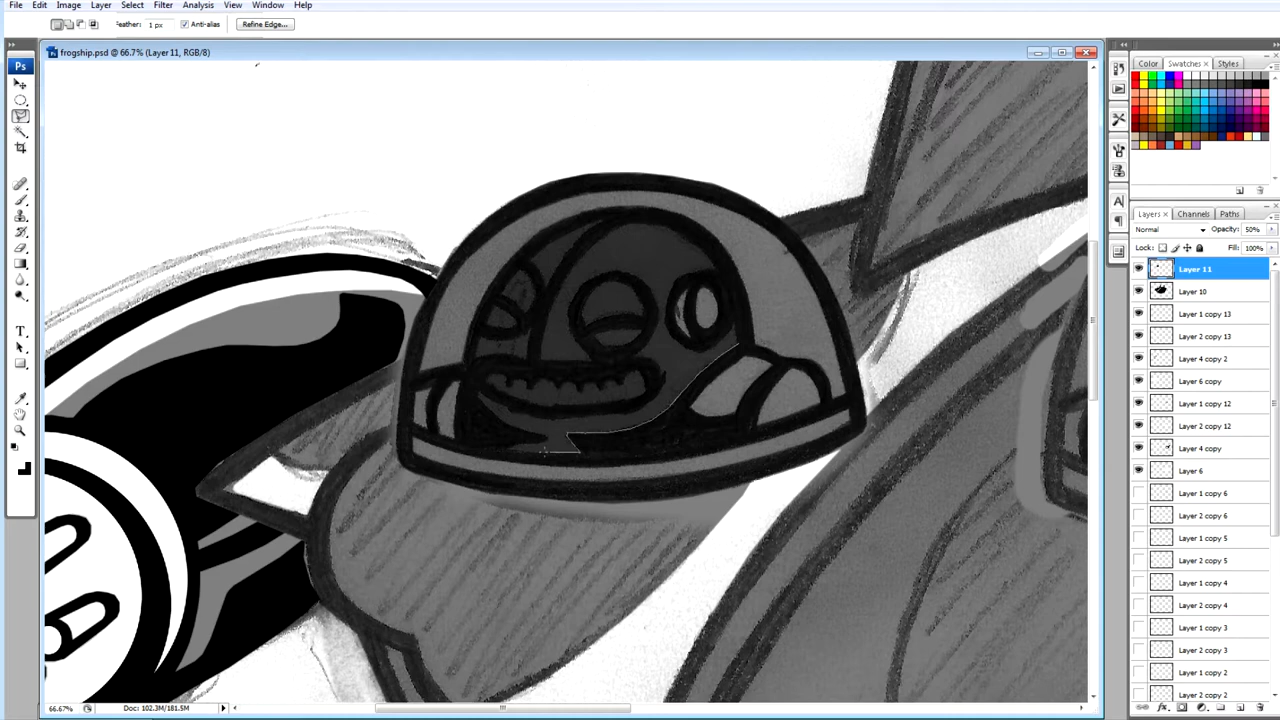 File Edit Image Layer Select Filter Analysis View Window Help
Feather: 1 px Anti-alias Refine Edge...
Ps frogship.psd @ 66.7% (Layer 11, RGB/8)
Color Swatches × Styles
Layers × Channels Paths
Normal Opacity: 50%
Lock: Fill: 100%
Layer 11
Layer 10
Layer 1 copy 13
Layer 2 copy 13
Layer 4 copy 2
Layer 6 copy
Layer 1 copy 12
Layer 2 copy 12
Layer 4 copy
Layer 6
Layer 1 copy 6
Layer 2 copy 6
Layer 1 copy 5
Layer 2 copy 5
Layer 1 copy 4
Layer 2 copy 4
Layer 1 copy 3
Layer 2 copy 3
Layer 1 copy 2
Layer 2 copy 2
66.67% Doc: 102.3M/181.5M